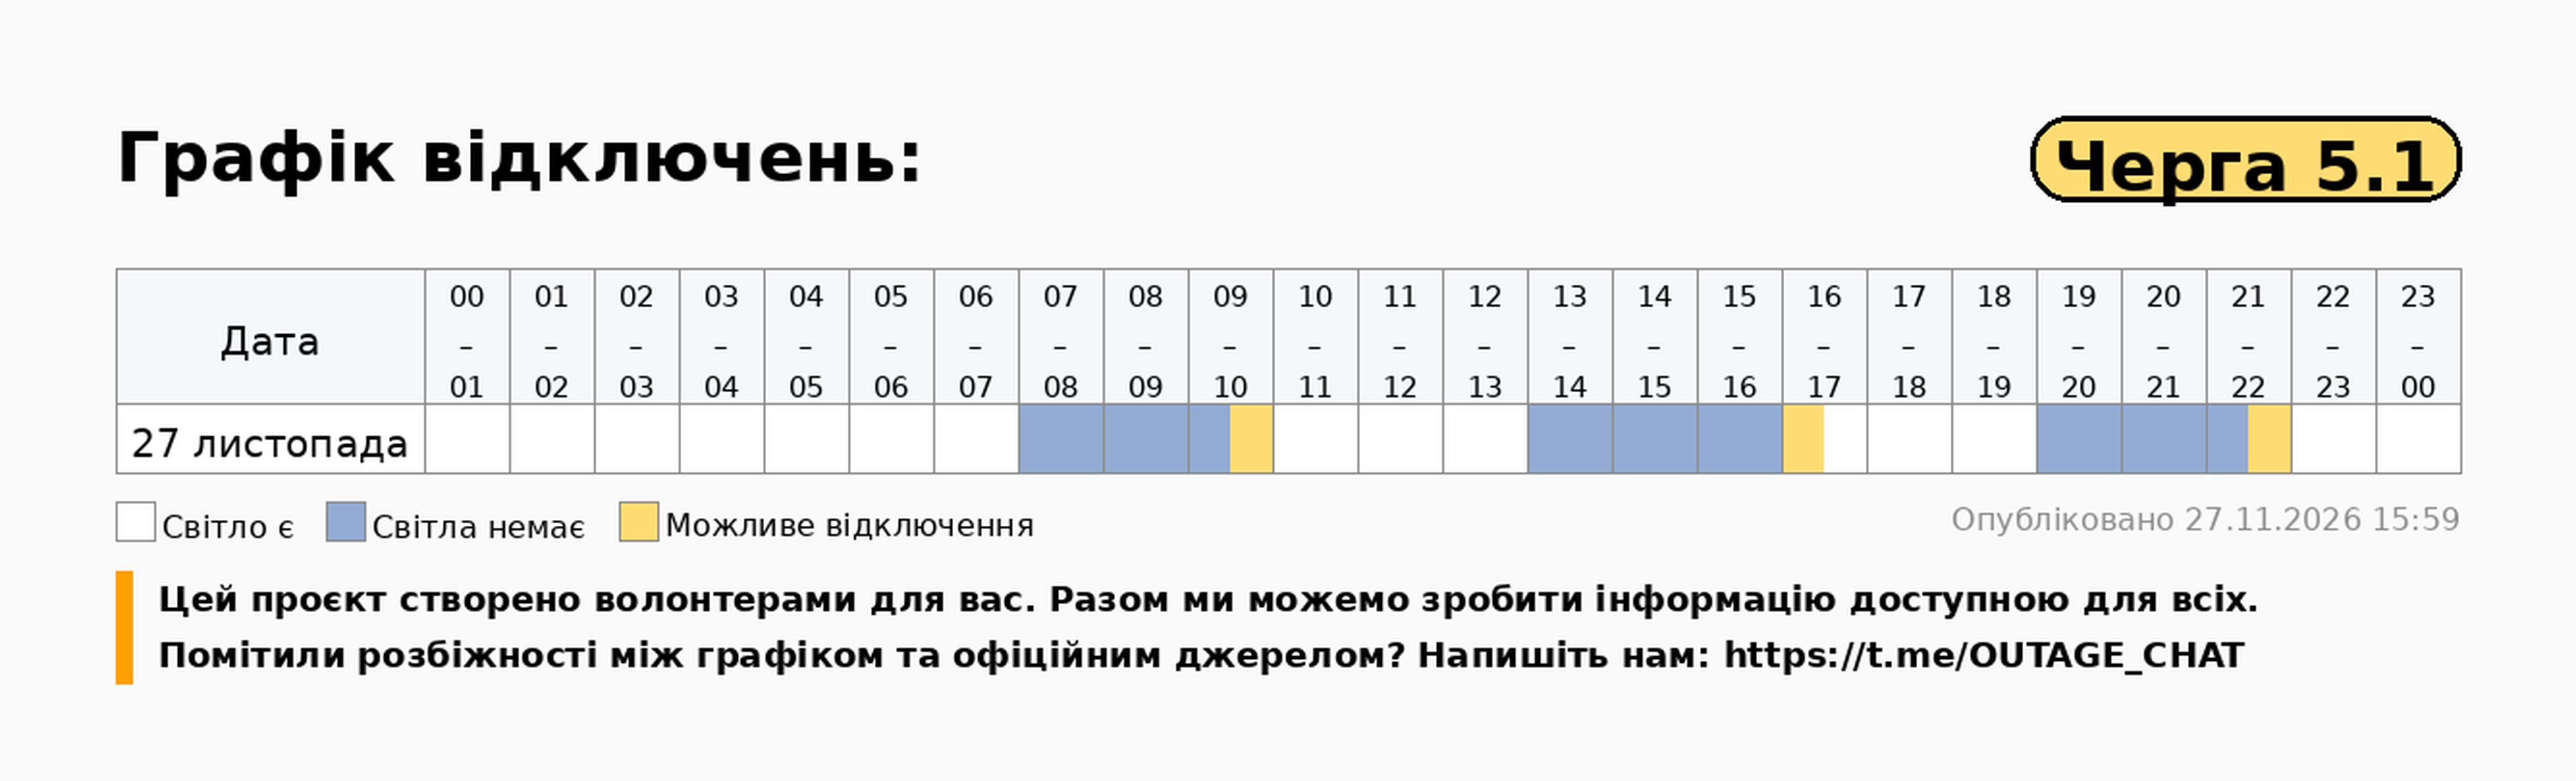 Графік відключень:
Черга 5.1
Дата 00 – 01 01 – 02 02 – 03 03 – 04 04 – 05 05 – 06 06 – 07 07 – 08 08 – 09 09 – 10 10 – 11 11 – 12 12 – 13 13 – 14 14 – 15 15 – 16 16 – 17 17 – 18 18 – 19 19 – 20 20 – 21 21 – 22 22 – 23 23 – 00
27 листопада
Світло є Світла немає Можливе відключення
Опубліковано 27.11.2026 15:59
Цей проєкт створено волонтерами для вас. Разом ми можемо зробити інформацію доступною для всіх.
Помітили розбіжності між графіком та офіційним джерелом? Напишіть нам: https://t.me/OUTAGE_CHAT